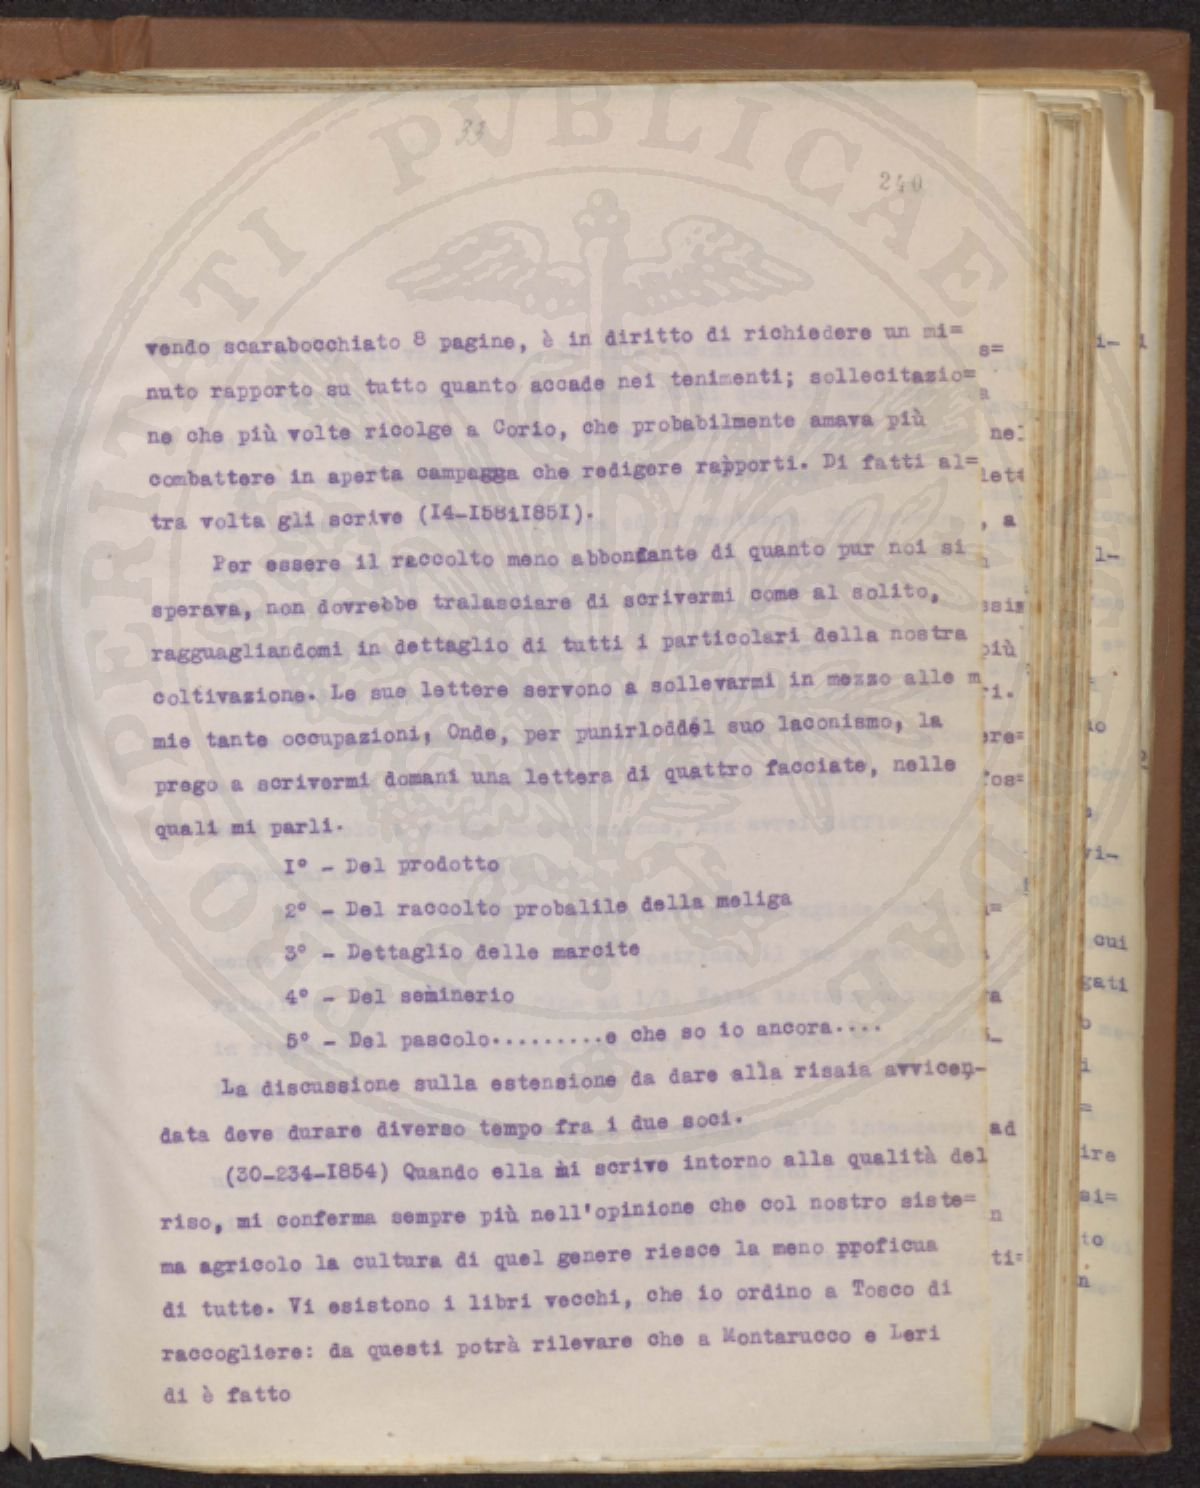 33
240
vendo scarabocchiato 8 pagine, è in diritto di richiedere un mi=
nuto rapporto su tutto quanto accade nei tenimenti; sollecitazio=
ne che più volte ricolge a Corio, che probabilmente amava più
combattere in aperta campagga che redigere rapporti. Di fatti al=
tra volta gli scrive (I4-I58iI85I).
Per essere il raccolto meno abbondante di quanto pur noi si
sperava, non dovrebbe tralasciare di scrivermi come al solito,
ragguagliandomi in dettaglio di tutti i particolari della nostra
coltivazione. Le sue lettere servono a sollevarmi in mezzo alle m
mie tante occupazioni; Onde, per punirloddél suo laconismo, la
prego a scrivermi domani una lettera di quattro facciate, nelle
quali mi parli.
I° - Del prodotto
2° - Del raccolto probalile della meliga
3° - Dettaglio delle marcite
4° - Del seminerio
5° - Del pascolo.........e che so io ancora....
La discussione sulla estensione da dare alla risaia avvicen-
data deve durare diverso tempo fra i due soci.
(30-234-I854) Quando ella mi scrive intorno alla qualità del
riso, mi conferma sempre più nell'opinione che col nostro siste=
ma agricolo la cultura di quel genere riesce la meno proficua
di tutte. Vi esistono i libri vecchi, che io ordino a Tosco di
raccogliere: da questi potrà rilevare che a Montarucco e Leri
di è fatto
SOCIETATI PUBLICAE